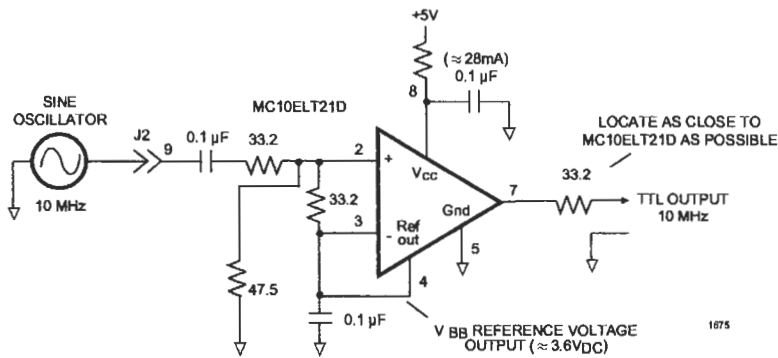 +5V
(≈28mA)
0.1 µF
8
MC10ELT21D
SINE
OSCILLATOR
J2
9
0.1 µF
33.2
2
+
VCC
LOCATE AS CLOSE TO
MC10ELT21D AS POSSIBLE
33.2
7
TTL OUTPUT
10 MHz
10 MHz
33.2
3
-
Ref
out
Gnd
5
4
47.5
0.1 µF
V BB REFERENCE VOLTAGE
OUTPUT (≈3.6VDC)
1675